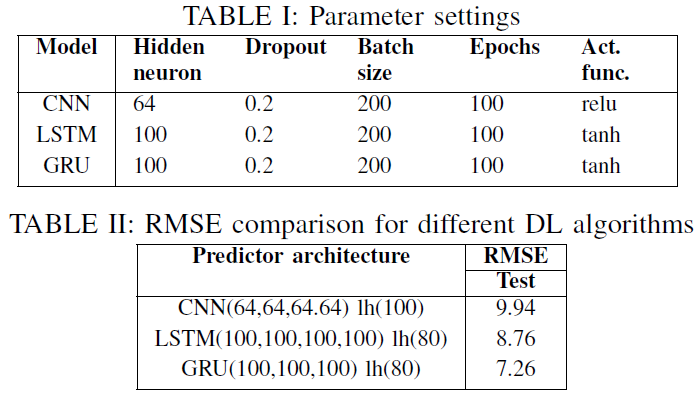 TABLE I: Parameter settings
Model Hidden neuron Dropout Batch size Epochs Act. func.
CNN 64 0.2 200 100 relu
LSTM 100 0.2 200 100 tanh
GRU 100 0.2 200 100 tanh
TABLE II: RMSE comparison for different DL algorithms
Predictor architecture RMSE
Test
CNN(64,64,64.64) lh(100) 9.94
LSTM(100,100,100,100) lh(80) 8.76
GRU(100,100,100) lh(80) 7.26